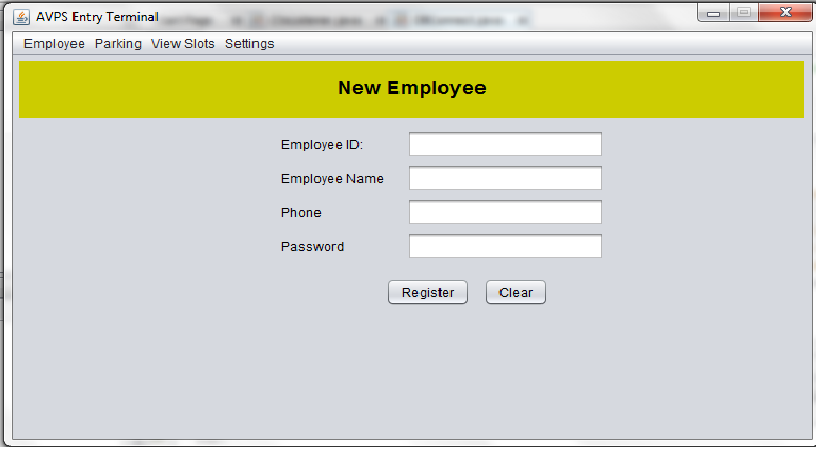 AVPS Entry Terminal
Employee Parking View Slots Settings
New Employee
Employee ID:
Employee Name
Phone
Password
Register Clear